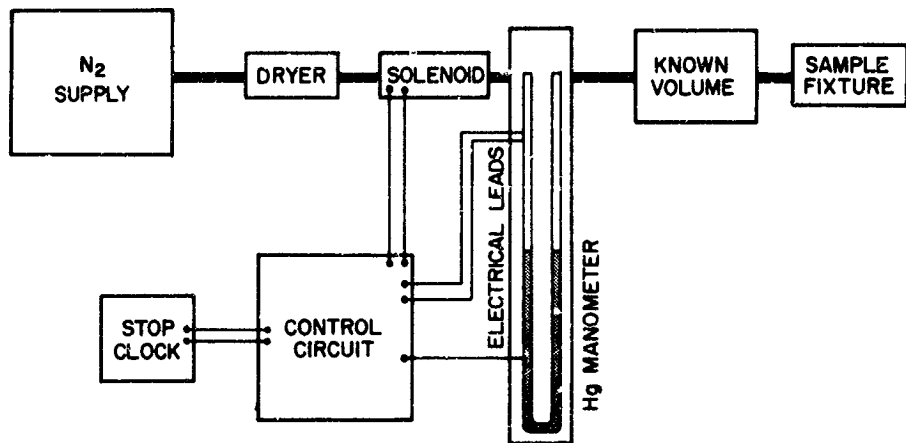 N2
SUPPLY
DRYER
SOLENOID
KNOWN
VOLUME
SAMPLE
FIXTURE
ELECTRICAL LEADS
Hg MANOMETER
STOP
CLOCK
CONTROL
CIRCUIT